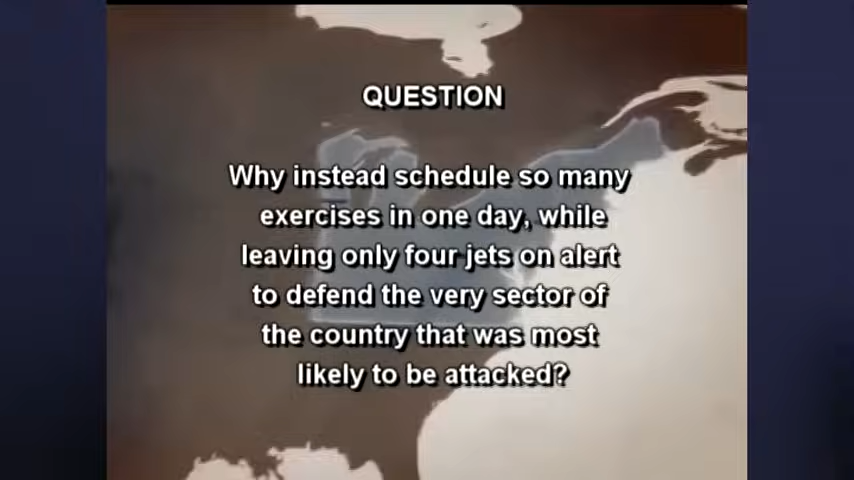 QUESTION
Why instead schedule so many
exercises in one day, while
leaving only four jets on alert
to defend the very sector of
the country that was most
likely to be attacked?